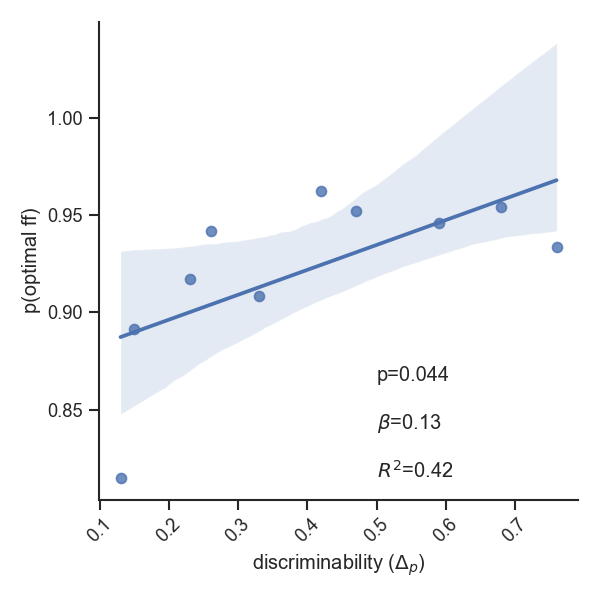 1.00
0.95
0.90
0.85
p(optimal ff)
p=0.044
β=0.13
R²=0.42
0.1 0.2 0.3 0.4 0.5 0.6 0.7
discriminability (Δₚ)